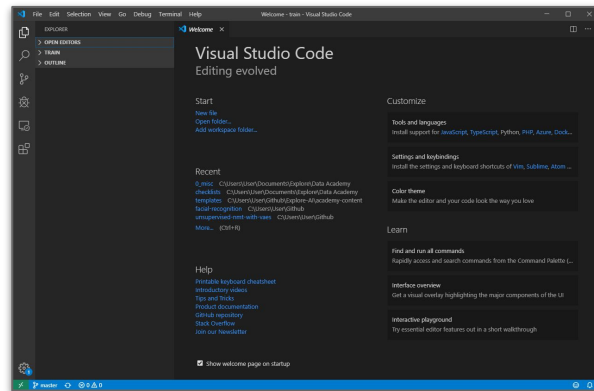 File Edit Selection View Go Debug Terminal Help
Welcome - train - Visual Studio Code
EXPLORER
OPEN EDITORS
TRAIN
OUTLINE
Welcome
Visual Studio Code
Editing evolved
Start
New file
Open folder...
Add workspace folder...
Recent
0_misc C:\Users\User\Documents\Explore\Data Academy
checklists C:\Users\User\Documents\Explore\Data Academy
templates C:\Users\User\Github\Explore-AI\academy-content
facial-recognition C:\Users\User\Github
unsupervised-nmt-with-vaes C:\Users\User\Github
More... (Ctrl+R)
Help
Printable keyboard cheatsheet
Introductory videos
Tips and Tricks
Product documentation
GitHub repository
Stack Overflow
Join our Newsletter
Show welcome page on startup
Customize
Tools and languages
Install support for JavaScript, TypeScript, Python, PHP, Azure, Dock...
Settings and keybindings
Install the settings and keyboard shortcuts of Vim, Sublime, Atom ...
Color theme
Make the editor and your code look the way you love
Learn
Find and run all commands
Rapidly access and search commands from the Command Palette (...
Interface overview
Get a visual overlay highlighting the major components of the UI
Interactive playground
Try essential editor features out in a short walkthrough
master 0 0